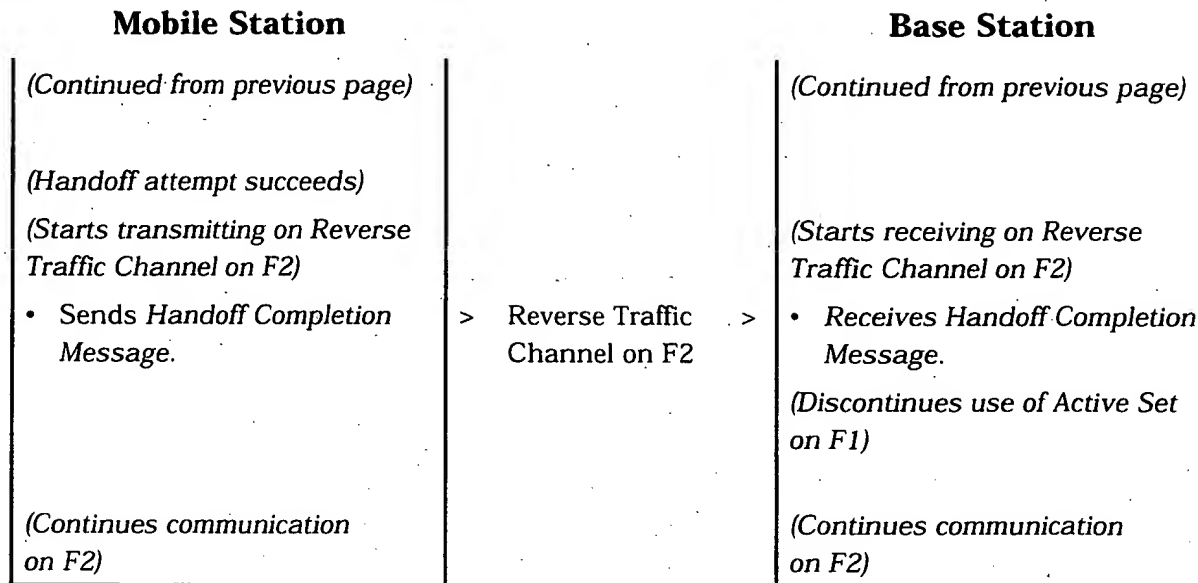 Mobile Station
Base Station
(Continued from previous page)
(Continued from previous page)
(Handoff attempt succeeds)
(Starts transmitting on Reverse
Traffic Channel on F2)
(Starts receiving on Reverse
Traffic Channel on F2)
• Sends Handoff Completion
Message.
> Reverse Traffic >
Channel on F2
• Receives Handoff Completion
Message.
(Discontinues use of Active Set
on F1)
(Continues communication
on F2)
(Continues communication
on F2)